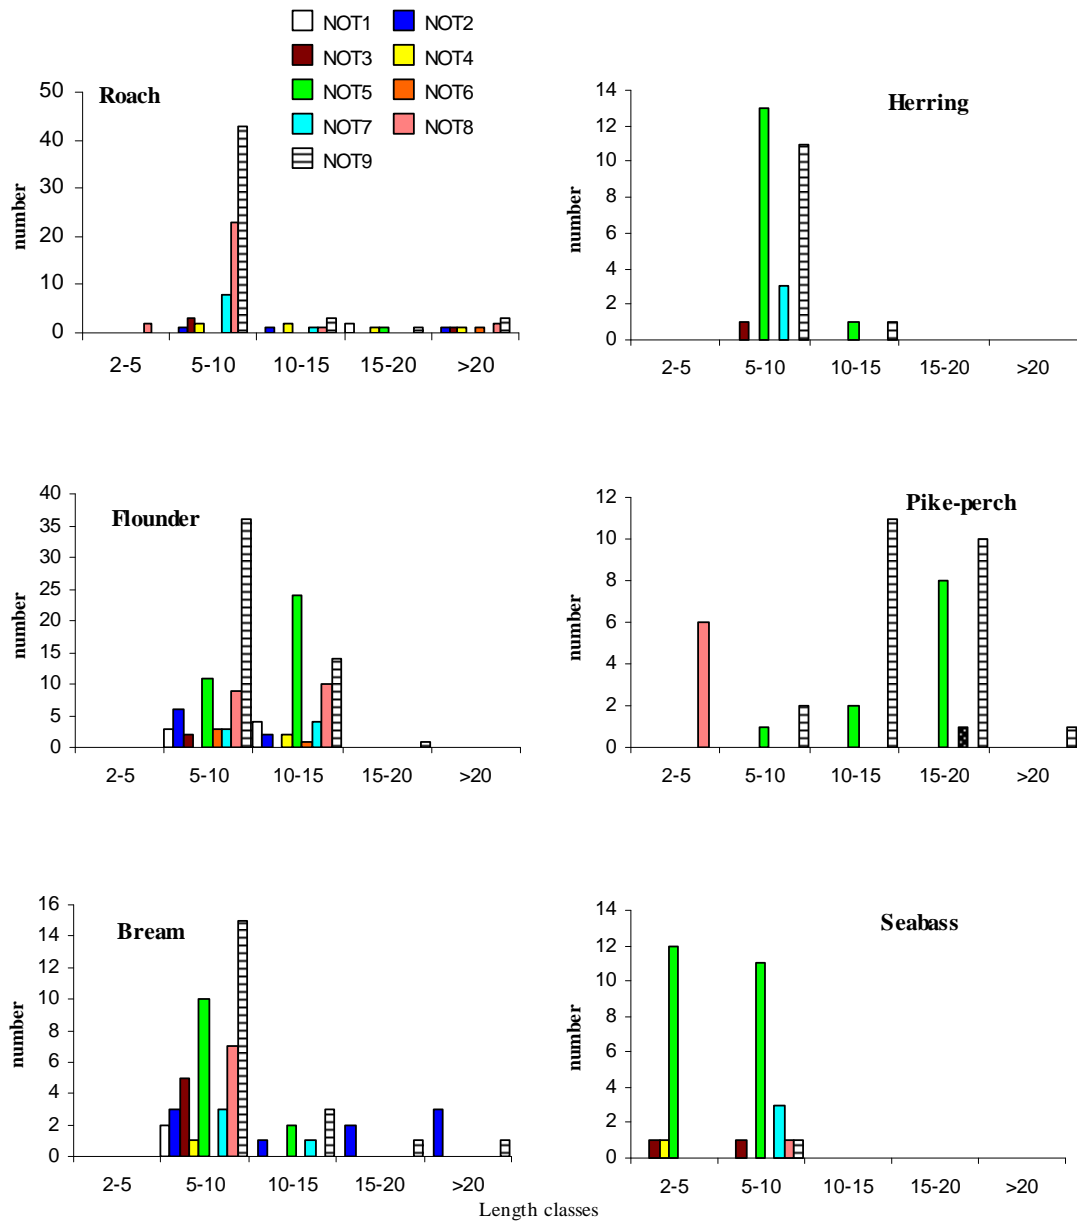 NOT1 NOT2
NOT3 NOT4
NOT5 NOT6
NOT7 NOT8
NOT9
Roach
number
50
40
30
20
10
0
2-5 5-10 10-15 15-20 >20
Herring
number
14
12
10
8
6
4
2
0
2-5 5-10 10-15 15-20 >20
Flounder
number
40
35
30
25
20
15
10
5
0
2-5 5-10 10-15 15-20 >20
Pike-perch
number
12
10
8
6
4
2
0
2-5 5-10 10-15 15-20 >20
Bream
number
16
14
12
10
8
6
4
2
0
2-5 5-10 10-15 15-20 >20
Seabass
number
14
12
10
8
6
4
2
0
2-5 5-10 10-15 15-20 >20
Length classes